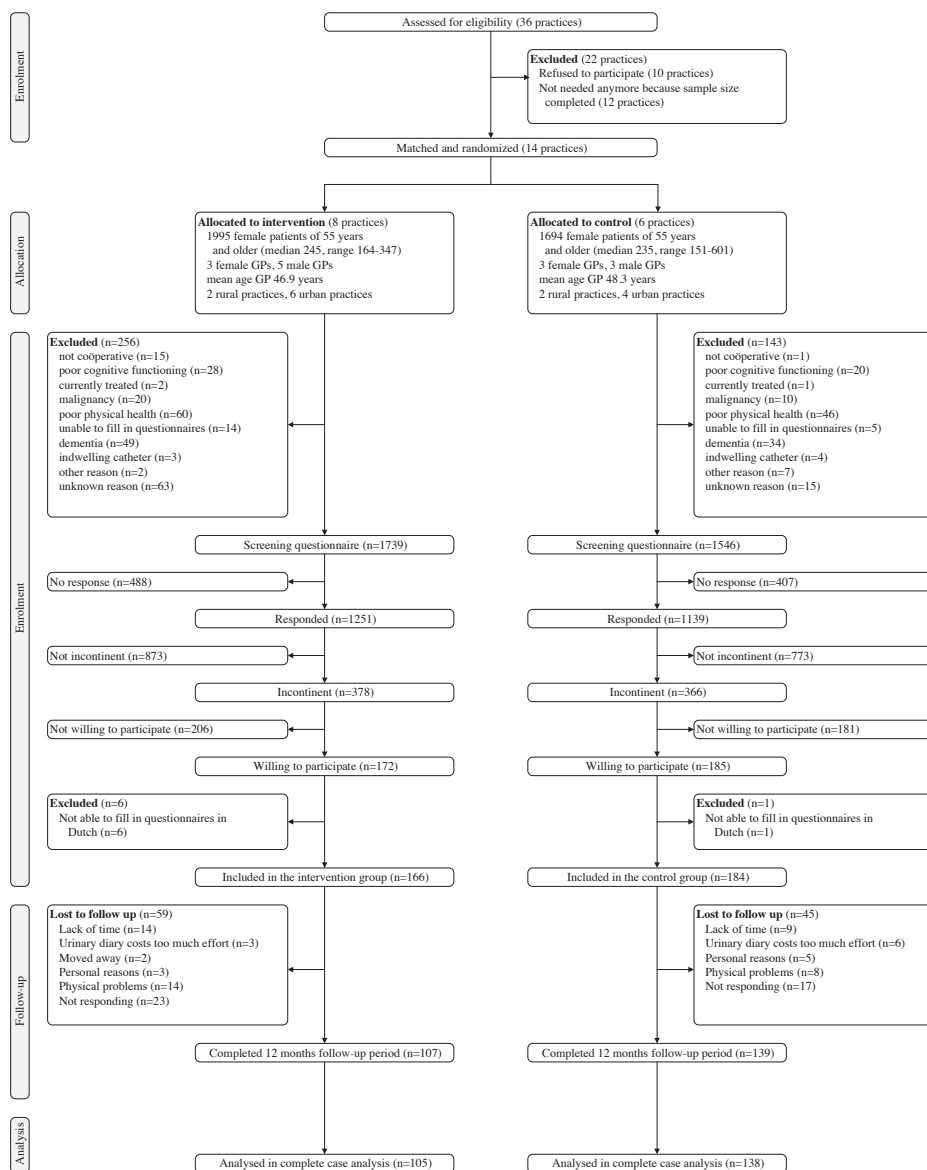 Assessed for eligibility (36 practices)
Enrolment
Excluded (22 practices)
Refused to participate (10 practices)
Not needed anymore because sample size
completed (12 practices)
Matched and randomized (14 practices)
Allocation
Allocated to intervention (8 practices)
1995 female patients of 55 years
and older (median 245, range 164-347)
3 female GPs, 5 male GPs
mean age GP 46.9 years
2 rural practices, 6 urban practices
Allocated to control (6 practices)
1694 female patients of 55 years
and older (median 235, range 151-601)
3 female GPs, 3 male GPs
mean age GP 48.3 years
2 rural practices, 4 urban practices
Enrolment
Excluded (n=256)
not coöperative (n=15)
poor cognitive functioning (n=28)
currently treated (n=2)
malignancy (n=20)
poor physical health (n=60)
unable to fill in questionnaires (n=14)
dementia (n=49)
indwelling catheter (n=3)
other reason (n=2)
unknown reason (n=63)
Excluded (n=143)
not coöperative (n=1)
poor cognitive functioning (n=20)
currently treated (n=1)
malignancy (n=10)
poor physical health (n=46)
unable to fill in questionnaires (n=5)
dementia (n=34)
indwelling catheter (n=4)
other reason (n=7)
unknown reason (n=15)
Screening questionnaire (n=1739)
Screening questionnaire (n=1546)
No response (n=488)
No response (n=407)
Responded (n=1251)
Responded (n=1139)
Not incontinent (n=873)
Not incontinent (n=773)
Incontinent (n=378)
Incontinent (n=366)
Not willing to participate (n=206)
Not willing to participate (n=181)
Willing to participate (n=172)
Willing to participate (n=185)
Excluded (n=6)
Not able to fill in questionnaires in
Dutch (n=6)
Excluded (n=1)
Not able to fill in questionnaires in
Dutch (n=1)
Included in the intervention group (n=166)
Included in the control group (n=184)
Follow-up
Lost to follow up (n=59)
Lack of time (n=14)
Urinary diary costs too much effort (n=3)
Moved away (n=2)
Personal reasons (n=3)
Physical problems (n=14)
Not responding (n=23)
Lost to follow up (n=45)
Lack of time (n=9)
Urinary diary costs too much effort (n=6)
Personal reasons (n=5)
Physical problems (n=8)
Not responding (n=17)
Completed 12 months follow-up period (n=107)
Completed 12 months follow-up period (n=139)
Analysis
Analysed in complete case analysis (n=105)
Analysed in complete case analysis (n=138)